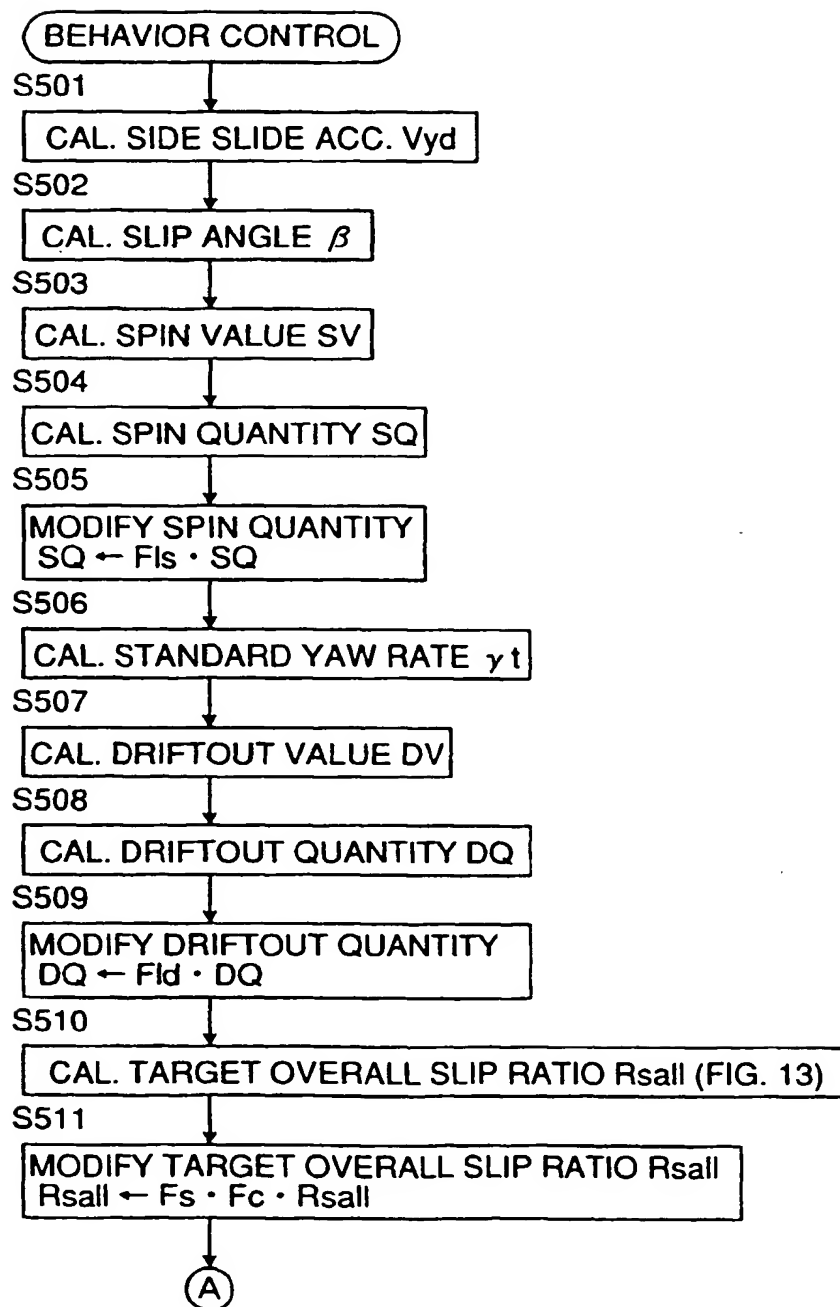 BEHAVIOR CONTROL
S501
CAL. SIDE SLIDE ACC. Vyd
S502
CAL. SLIP ANGLE β
S503
CAL. SPIN VALUE SV
S504
CAL. SPIN QUANTITY SQ
S505
MODIFY SPIN QUANTITY
SQ ← Fls · SQ
S506
CAL. STANDARD YAW RATE γt
S507
CAL. DRIFTOUT VALUE DV
S508
CAL. DRIFTOUT QUANTITY DQ
S509
MODIFY DRIFTOUT QUANTITY
DQ ← Fld · DQ
S510
CAL. TARGET OVERALL SLIP RATIO Rsall (FIG. 13)
S511
MODIFY TARGET OVERALL SLIP RATIO Rsall
Rsall ← Fs · Fc · Rsall
A